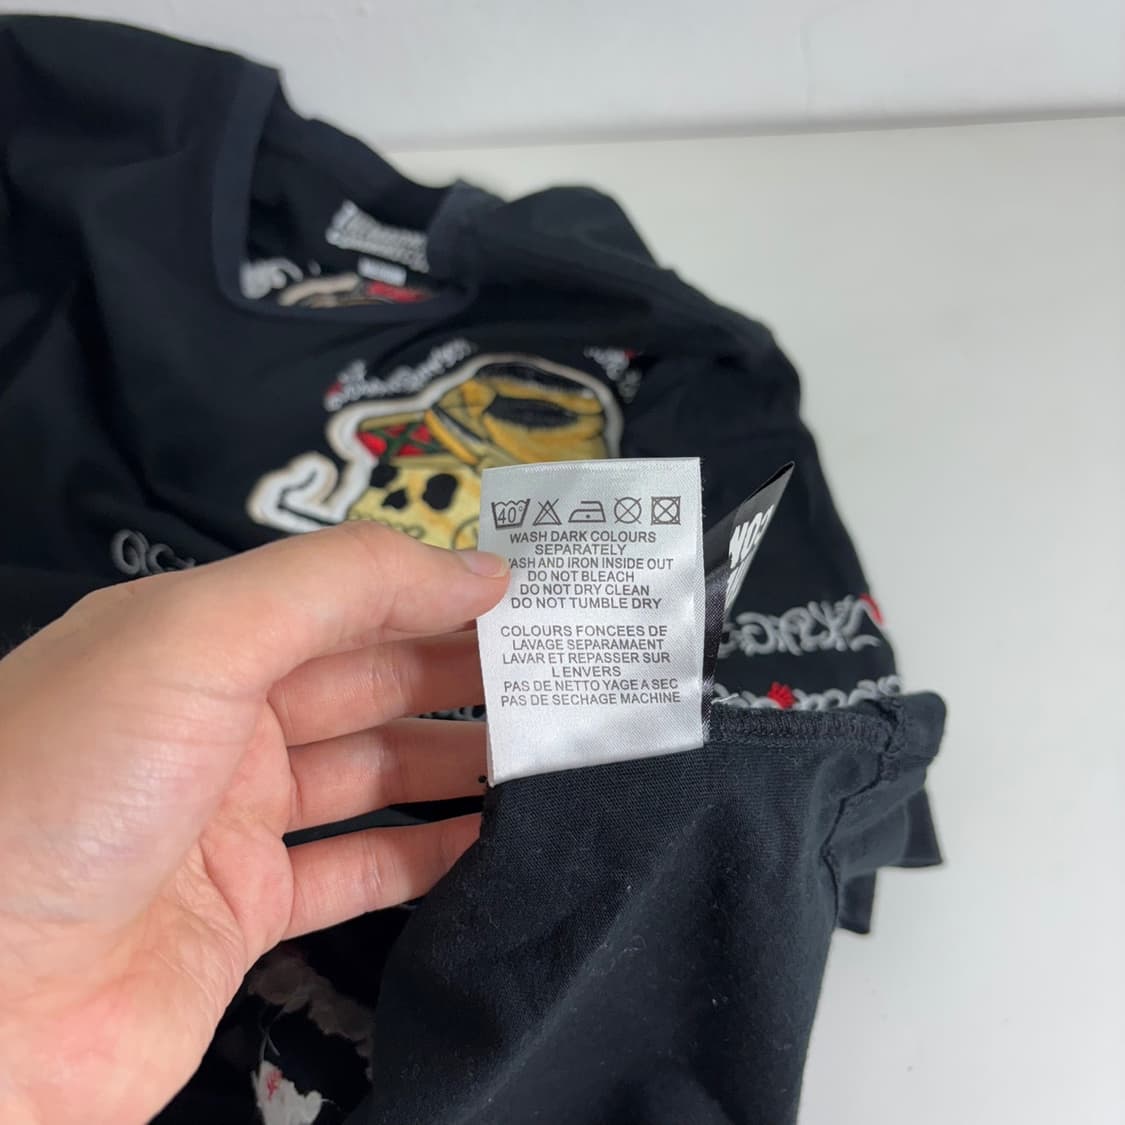 40°
WASH DARK COLOURS
SEPARATELY
WASH AND IRON INSIDE OUT
DO NOT BLEACH
DO NOT DRY CLEAN
DO NOT TUMBLE DRY
COLOURS FONCEES DE
LAVAGE SEPARAMAENT
LAVAR ET REPASSER SUR
L ENVERS
PAS DE NETTO YAGE A SEC
PAS DE SECHAGE MACHINE